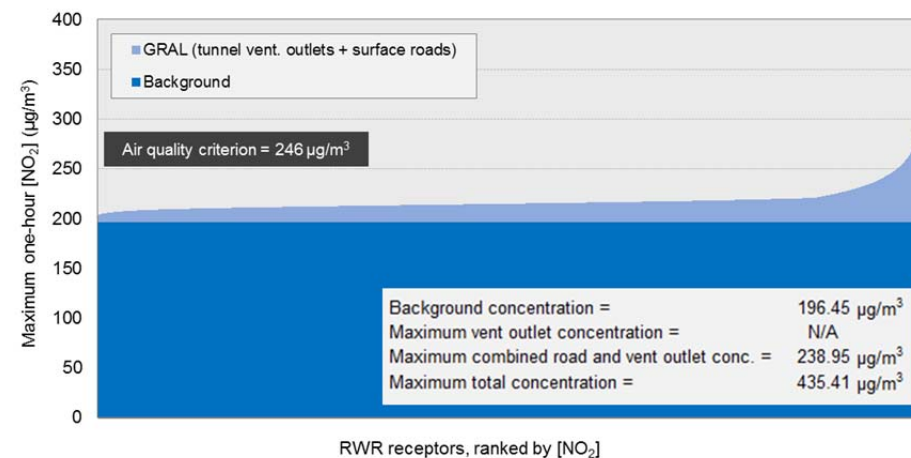 400
350
300
250
200
150
100
50
0
Maximum one-hour [NO₂] (µg/m³)
GRAL (tunnel vent. outlets + surface roads)
Background
Air quality criterion = 246 µg/m³
Background concentration = 196.45 µg/m³
Maximum vent outlet concentration = N/A
Maximum combined road and vent outlet conc. = 238.95 µg/m³
Maximum total concentration = 435.41 µg/m³
RWR receptors, ranked by [NO₂]